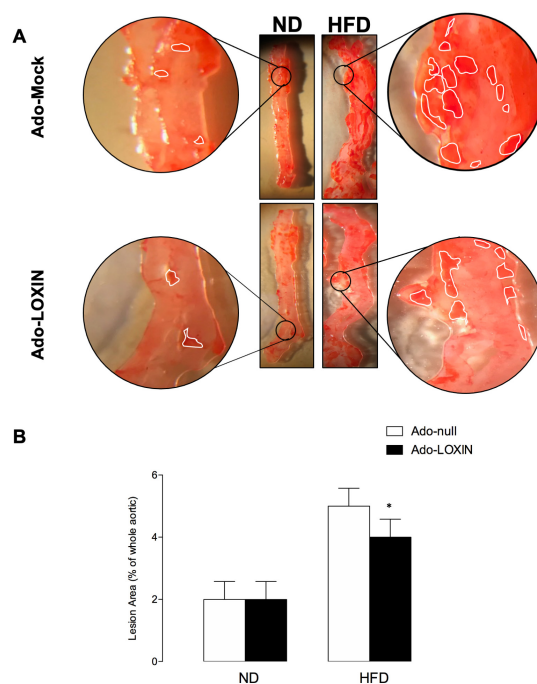 A
ND
HFD
Ado-Mock
Ado-LOXIN
B
Ado-null
Ado-LOXIN
Lesion Area (% of whole aortic)
6
4
2
0
*
ND
HFD